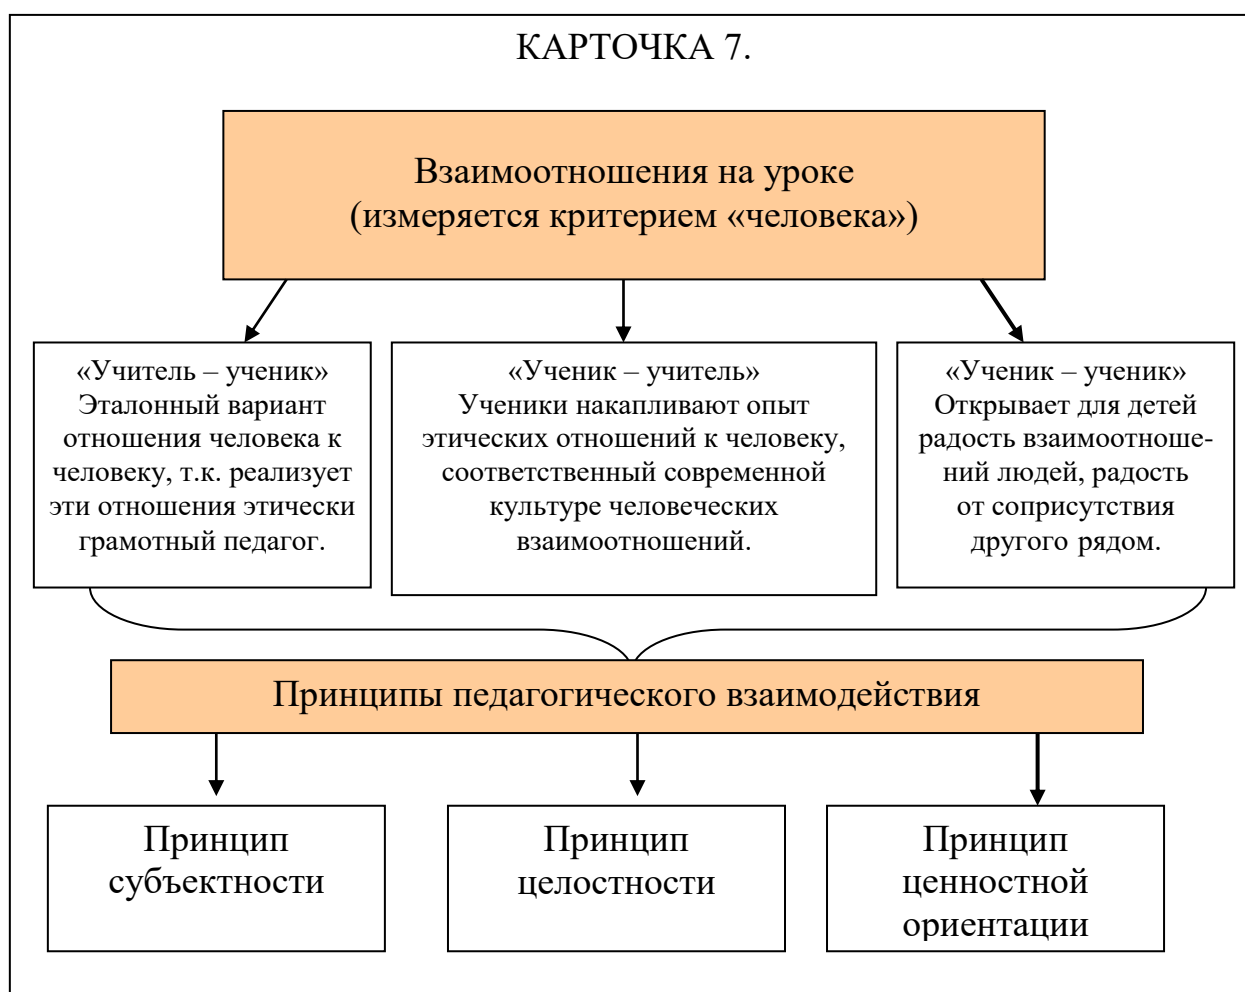 КАРТОЧКА 7.
Взаимоотношения на уроке
(измеряется критерием «человека»)
«Учитель – ученик»
Эталонный вариант
отношения человека к
человеку, т.к. реализует
эти отношения этически
грамотный педагог.
«Ученик – учитель»
Ученики накапливают опыт
этических отношений к человеку,
соответственный современной
культуре человеческих
взаимоотношений.
«Ученик – ученик»
Открывает для детей
радость взаимоотноше-
ний людей, радость
от соприсутствия
другого рядом.
Принципы педагогического взаимодействия
Принцип
субъектности
Принцип
целостности
Принцип
ценностной
ориентации